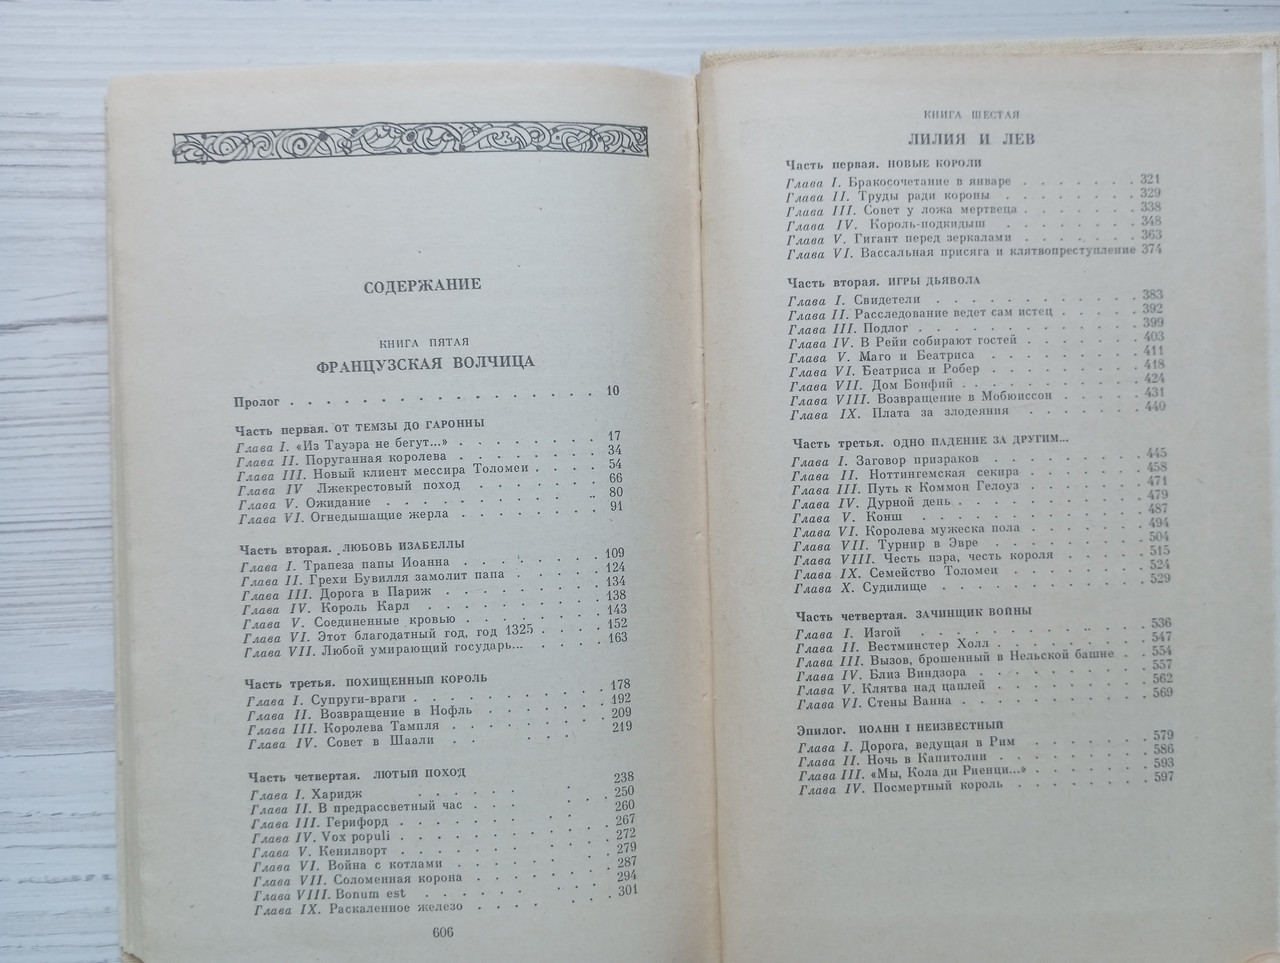 СОДЕРЖАНИЕ
КНИГА ПЯТАЯ
ФРАНЦУЗСКАЯ ВОЛЧИЦА
Пролог . . . . . . . . . . . . . . . . . 10
Часть первая. ОТ ТЕМЗЫ ДО ГАРОННЫ
Глава I. «Из Тауэра не бегут...» . . . . . . . . 17
Глава II. Поруганная королева . . . . . . . . 34
Глава III. Новый клиент мессира Толомеи . . . . 54
Глава IV Лжекрестовый поход . . . . . . . 66
Глава V. Ожидание . . . . . . . . . . 80
Глава VI. Огнедышащие жерла . . . . . . . . 91
Часть вторая. ЛЮБОВЬ ИЗАБЕЛЛЫ
Глава I. Трапеза папы Иоанна . . . . . . . . 109
Глава II. Грехи Бувилля замолит папа . . . . . 124
Глава III. Дорога в Париж . . . . . . . . . 134
Глава IV. Король Карл . . . . . . . . . 138
Глава V. Соединенные кровью . . . . . . . 143
Глава VI. Этот благодатный год, год 1325 . . . . 152
Глава VII. Любой умирающий государь... . . . . 163
Часть третья. ПОХИЩЕННЫЙ КОРОЛЬ
Глава I. Супруги-враги . . . . . . . . . . 178
Глава II. Возвращение в Нофль . . . . . . . 192
Глава III. Королева Тампля . . . . . . . . 209
Глава IV. Совет в Шаали . . . . . . . . 219
Часть четвертая. ЛЮТЫЙ ПОХОД
Глава I. Харидж . . . . . . . . . . 238
Глава II. В предрассветный час . . . . . . . 250
Глава III. Герифорд . . . . . . . . . . 260
Глава IV. Vox populi . . . . . . . . . . 267
Глава V. Кенилворт . . . . . . . . . . 272
Глава VI. Война с котлами . . . . . . . . 279
Глава VII. Соломенная корона . . . . . . . 287
Глава VIII. Bonum est . . . . . . . . . 294
Глава IX. Раскаленное железо . . . . . . . 301
606
КНИГА ШЕСТАЯ
ЛИЛИЯ И ЛЕВ
Часть первая. НОВЫЕ КОРОЛИ
Глава I. Бракосочетание в январе . . . . . . . 321
Глава II. Труды ради короны . . . . . . . . 329
Глава III. Совет у ложа мертвеца . . . . . . . 338
Глава IV. Король-подкидыш . . . . . . . . 348
Глава V. Гигант перед зеркалами . . . . . . . 363
Глава VI. Вассальная присяга и клятвопреступление 374
Часть вторая. ИГРЫ ДЬЯВОЛА
Глава I. Свидетели . . . . . . . . . . . 383
Глава II. Расследование ведет сам истец . . . . . 392
Глава III. Подлог . . . . . . . . . . . 399
Глава IV. В Рейи собирают гостей . . . . . . . 403
Глава V. Маго и Беатриса . . . . . . . . 411
Глава VI. Беатриса и Робер . . . . . . . . 418
Глава VII. Дом Бонфий . . . . . . . . . 424
Глава VIII. Возвращение в Мобюиссон . . . . . 431
Глава IX. Плата за злодеяния . . . . . . . 440
Часть третья. ОДНО ПАДЕНИЕ ЗА ДРУГИМ...
Глава I. Заговор призраков . . . . . . . . 445
Глава II. Ноттингемская секира . . . . . . . 458
Глава III. Путь к Коммон Гелоуз . . . . . . . 471
Глава IV. Дурной день . . . . . . . . . . 479
Глава V. Конш . . . . . . . . . . . 487
Глава VI. Королева мужеска пола . . . . . . . 494
Глава VII. Турнир в Эвре . . . . . . . . 504
Глава VIII. Честь пэра, честь короля . . . . . 515
Глава IX. Семейство Толомеи . . . . . . . 524
Глава X. Судилище . . . . . . . . . . 529
Часть четвертая. ЗАЧИНЩИК ВОЙНЫ
Глава I. Изгой . . . . . . . . . . . 536
Глава II. Вестминстер Холл . . . . . . . . 547
Глава III. Вызов, брошенный в Нельской башне . . 554
Глава IV. Близ Виндзора . . . . . . . . . 557
Глава V. Клятва над цаплей . . . . . . . . 562
Глава VI. Стены Ванна . . . . . . . . . 569
Эпилог. ИОАНН I НЕИЗВЕСТНЫЙ
Глава I. Дорога, ведущая в Рим . . . . . . . 579
Глава II. Ночь в Капитолии . . . . . . . . 586
Глава III. «Мы, Кола ди Риенци...» . . . . . . 593
Глава IV. Посмертный король . . . . . . . 597